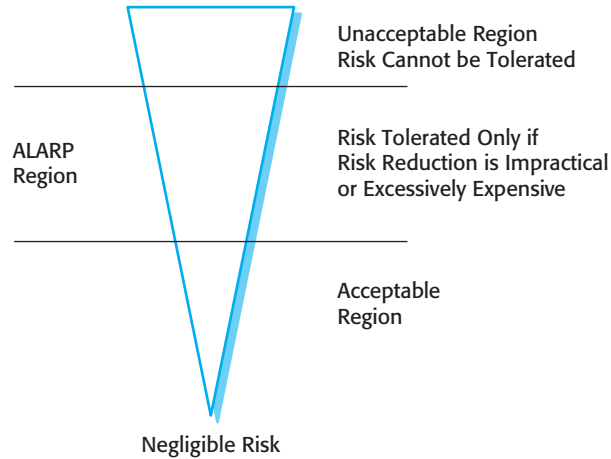 Unacceptable Region
Risk Cannot be Tolerated
ALARP
Region
Risk Tolerated Only if
Risk Reduction is Impractical
or Excessively Expensive
Acceptable
Region
Negligible Risk